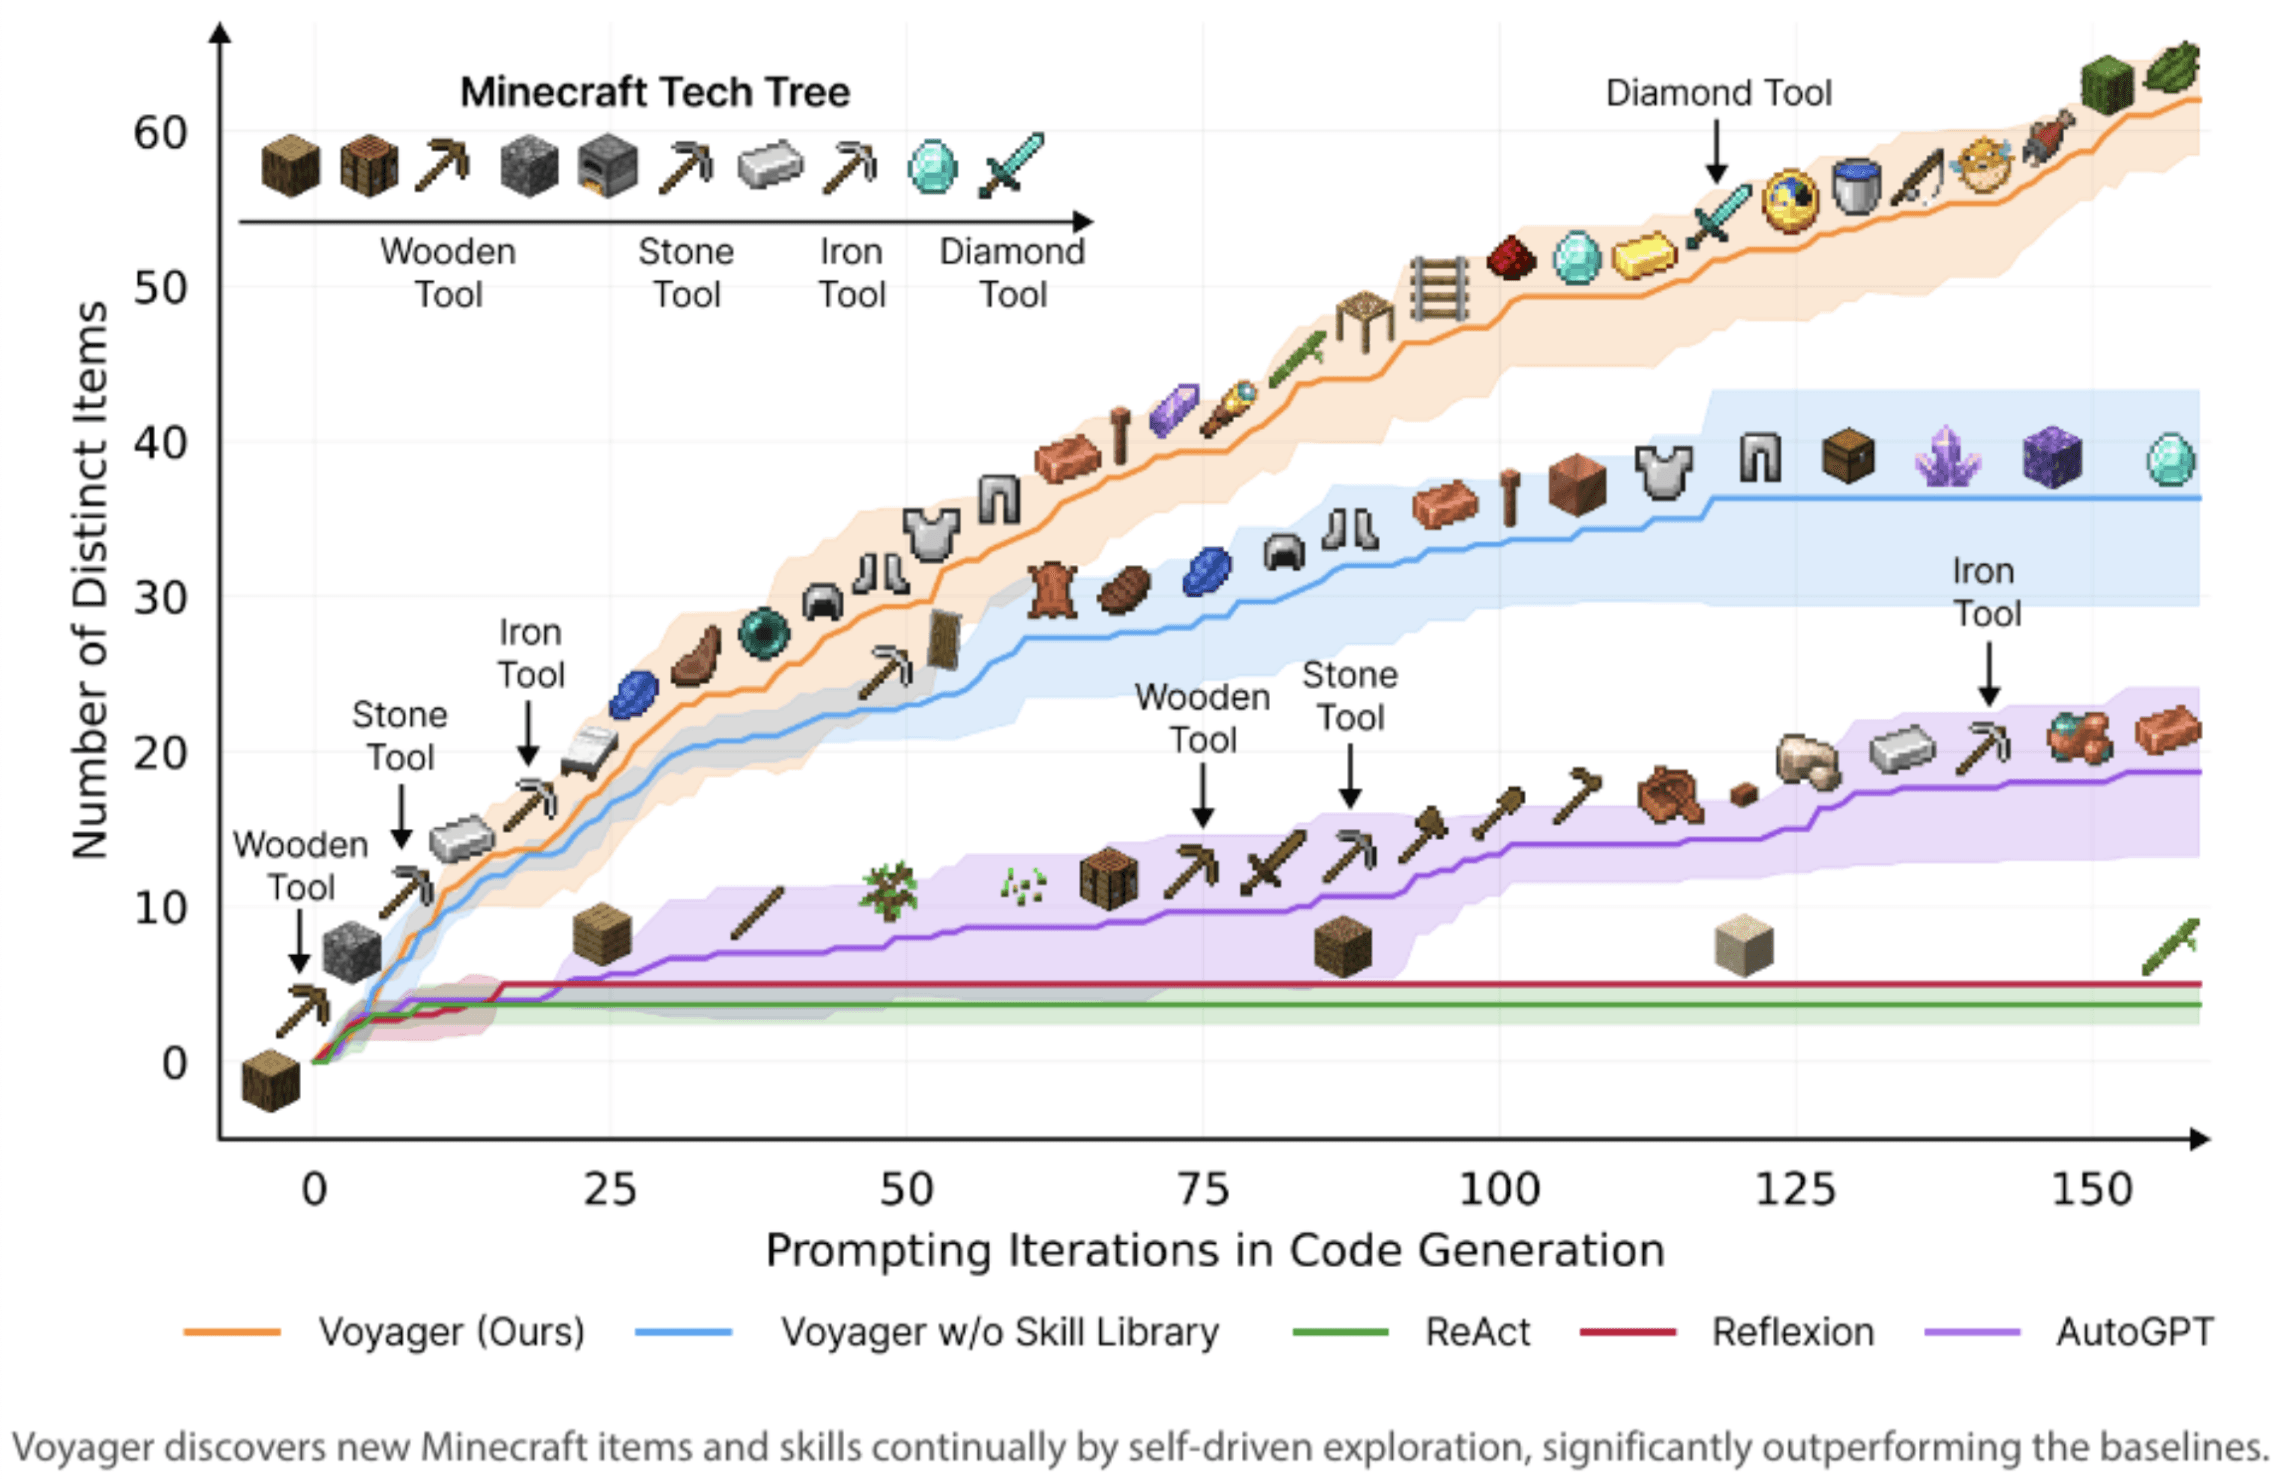 Minecraft Tech Tree
Wooden
Tool
Stone
Tool
Iron
Tool
Diamond
Tool
Diamond Tool
Wooden
Tool
Stone
Tool
Iron
Tool
Wooden
Tool
Stone
Tool
Iron
Tool
Number of Distinct Items
60
50
40
30
20
10
0
0 25 50 75 100 125 150
Prompting Iterations in Code Generation
Voyager (Ours) Voyager w/o Skill Library ReAct Reflexion AutoGPT
Voyager discovers new Minecraft items and skills continually by self-driven exploration, significantly outperforming the baselines.